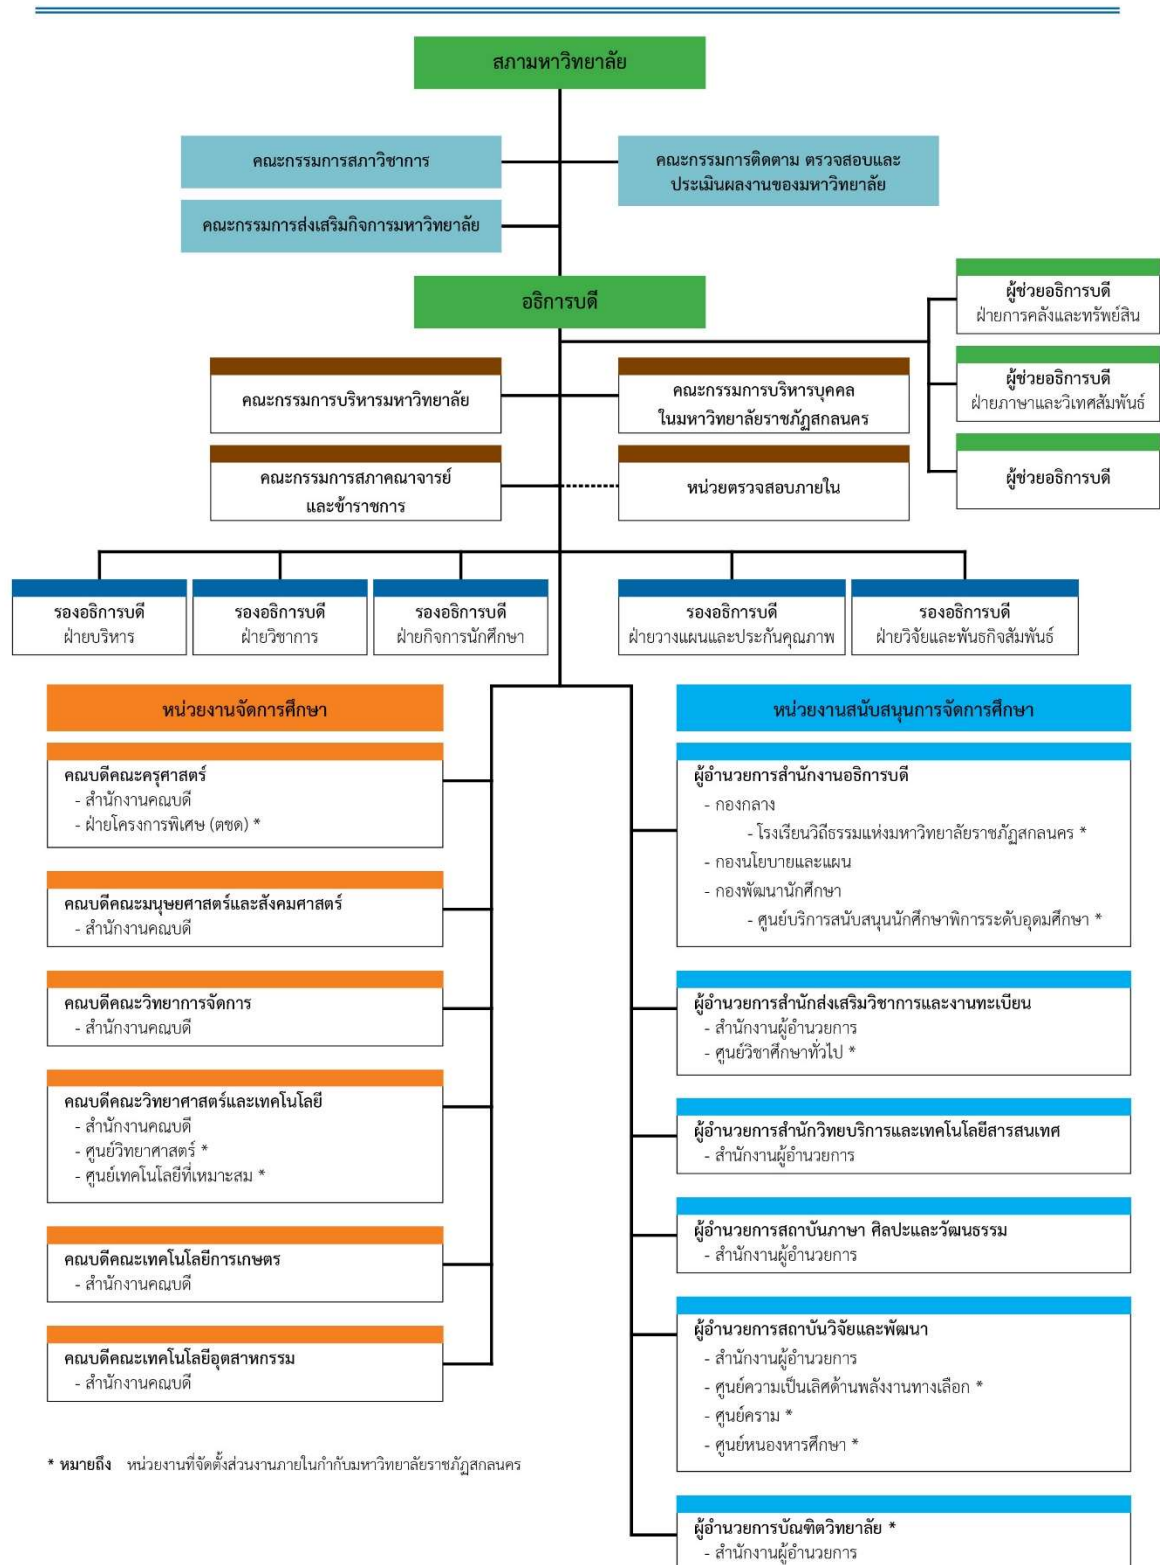 สภามหาวิทยาลัย
คณะกรรมการสภาวิชาการ
คณะกรรมการติดตาม ตรวจสอบและ
ประเมินผลงานของมหาวิทยาลัย
คณะกรรมการส่งเสริมกิจการมหาวิทยาลัย
อธิการบดี
ผู้ช่วยอธิการบดี
ฝ่ายการคลังและทรัพย์สิน
ผู้ช่วยอธิการบดี
ฝ่ายภาษาและวิเทศสัมพันธ์
ผู้ช่วยอธิการบดี
คณะกรรมการบริหารมหาวิทยาลัย
คณะกรรมการบริหารบุคคล
ในมหาวิทยาลัยราชภัฏสกลนคร
คณะกรรมการสภาคณาจารย์
และข้าราชการ
หน่วยตรวจสอบภายใน
รองอธิการบดี
ฝ่ายบริหาร
รองอธิการบดี
ฝ่ายวิชาการ
รองอธิการบดี
ฝ่ายกิจการนักศึกษา
รองอธิการบดี
ฝ่ายวางแผนและประกันคุณภาพ
รองอธิการบดี
ฝ่ายวิจัยและพันธกิจสัมพันธ์
หน่วยงานจัดการศึกษา
คณบดีคณะครุศาสตร์
- สำนักงานคณบดี
- ฝ่ายโครงการพิเศษ (ตชด) *
คณบดีคณะมนุษยศาสตร์และสังคมศาสตร์
- สำนักงานคณบดี
คณบดีคณะวิทยาการจัดการ
- สำนักงานคณบดี
คณบดีคณะวิทยาศาสตร์และเทคโนโลยี
- สำนักงานคณบดี
- ศูนย์วิทยาศาสตร์ *
- ศูนย์เทคโนโลยีที่เหมาะสม *
คณบดีคณะเทคโนโลยีการเกษตร
- สำนักงานคณบดี
คณบดีคณะเทคโนโลยีอุตสาหกรรม
- สำนักงานคณบดี
* หมายถึง หน่วยงานที่จัดตั้งส่วนงานภายในกำกับมหาวิทยาลัยราชภัฏสกลนคร
หน่วยงานสนับสนุนการจัดการศึกษา
ผู้อำนวยการสำนักงานอธิการบดี
- กองกลาง
- โรงเรียนวิถีธรรมแห่งมหาวิทยาลัยราชภัฏสกลนคร *
- กองนโยบายและแผน
- กองพัฒนานักศึกษา
- ศูนย์บริการสนับสนุนนักศึกษาพิการระดับอุดมศึกษา *
ผู้อำนวยการสำนักส่งเสริมวิชาการและงานทะเบียน
- สำนักงานผู้อำนวยการ
- ศูนย์วิชาศึกษาทั่วไป *
ผู้อำนวยการสำนักวิทยบริการและเทคโนโลยีสารสนเทศ
- สำนักงานผู้อำนวยการ
ผู้อำนวยการสถาบันภาษา ศิลปะและวัฒนธรรม
- สำนักงานผู้อำนวยการ
ผู้อำนวยการสถาบันวิจัยและพัฒนา
- สำนักงานผู้อำนวยการ
- ศูนย์ความเป็นเลิศด้านพลังงานทางเลือก *
- ศูนย์คราม *
- ศูนย์หนองหารศึกษา *
ผู้อำนวยการบัณฑิตวิทยาลัย *
- สำนักงานผู้อำนวยการ